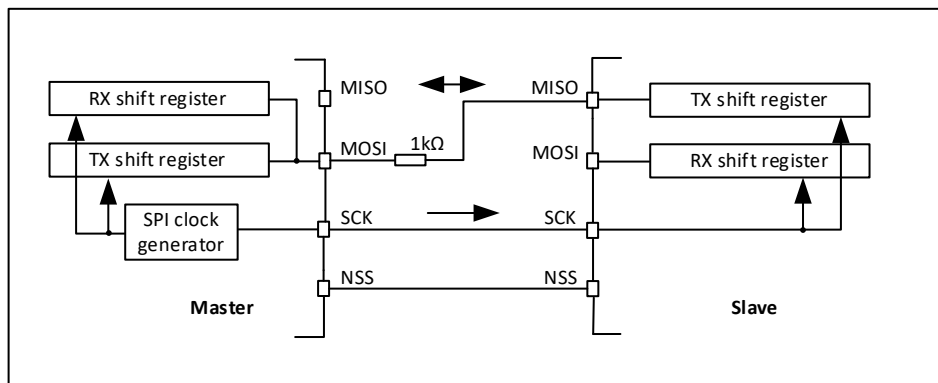 RX shift register
MISO
MISO
TX shift register
TX shift register
MOSI
1kΩ
MOSI
RX shift register
SPI clock
generator
SCK
SCK
NSS
NSS
Master
Slave